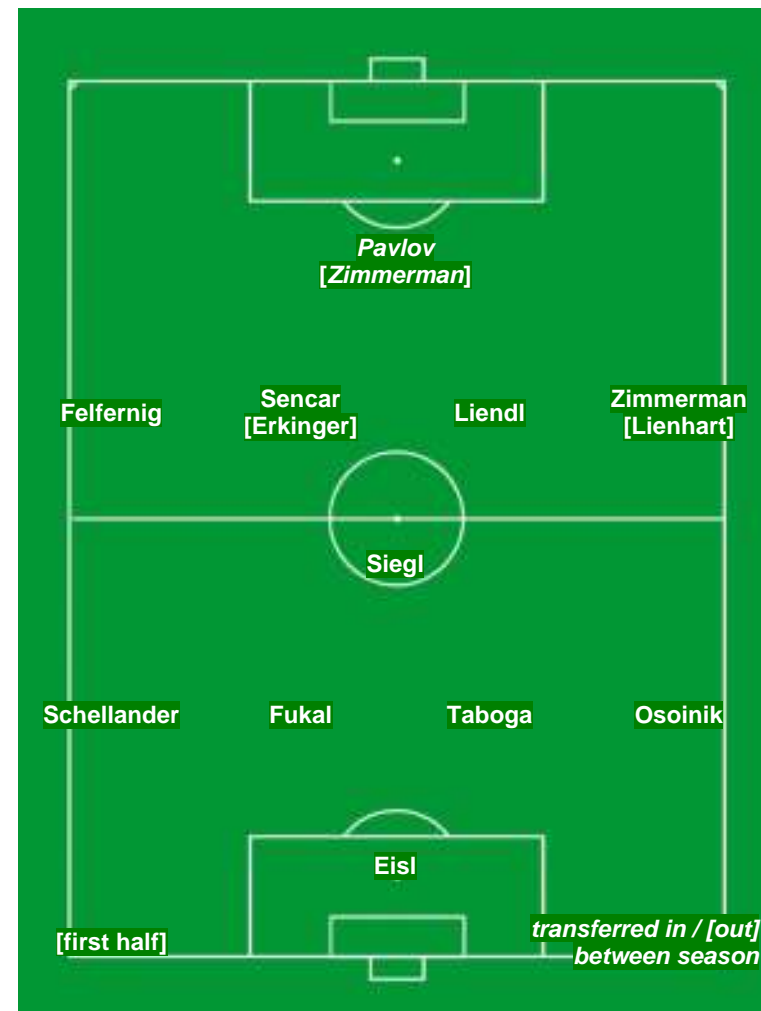 Pavlov
[Zimmerman]
Felfernig
Sencar
[Erkinger]
Liendl
Zimmerman
[Lienhart]
Siegl
Schellander
Fukal
Taboga
Osoinik
Eisl
[first half]
transferred in / [out]
between season